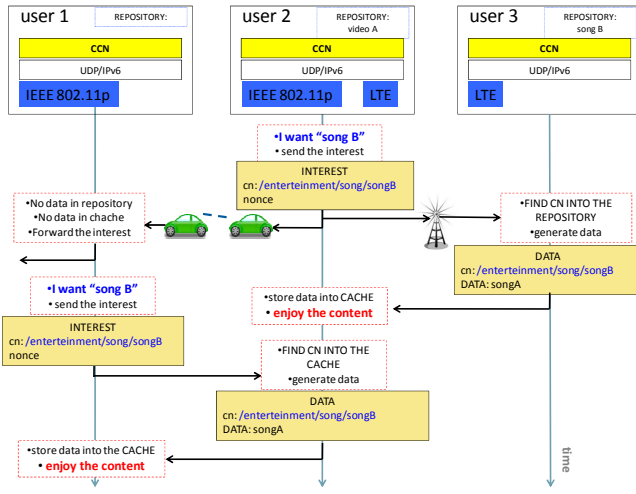 user 1
REPOSITORY:
CCN
UDP/IPv6
IEEE 802.11p
user 2
REPOSITORY:
video A
CCN
UDP/IPv6
IEEE 802.11p
LTE
user 3
REPOSITORY:
song B
CCN
UDP/IPv6
LTE
•I want “song B”
• send the interest
INTEREST
cn:/enterteinment/song/songB
nonce
•No data in repository
•No data in chache
•Forward the interest
•FIND CN INTO THE
REPOSITORY
•generate data
DATA
cn:/enterteinment/song/songB
DATA: songA
•I want “song B”
• send the interest
•store data into CACHE
• enjoy the content
INTEREST
cn:/enterteinment/song/songB
nonce
•FIND CN INTO THE
CACHE
•generate data
DATA
cn:/enterteinment/song/songB
DATA: songA
•store data into the CACHE
• enjoy the content
time